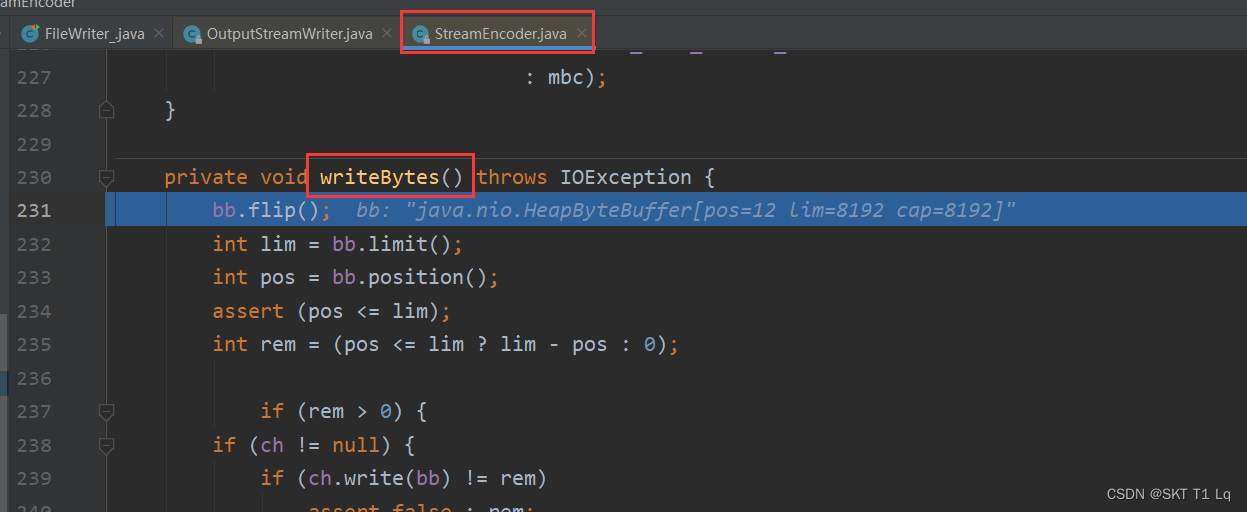 amEncoder
FileWriter_.java × OutputStreamWriter.java × StreamEncoder.java ×
227 : mbc);
228 }
229
230 private void writeBytes() throws IOException {
231 bb.flip(); bb: "java.nio.HeapByteBuffer[pos=12 lim=8192 cap=8192]"
232 int lim = bb.limit();
233 int pos = bb.position();
234 assert (pos <= lim);
235 int rem = (pos <= lim ? lim - pos : 0);
236
237 if (rem > 0) {
238 if (ch != null) {
239 if (ch.write(bb) != rem)
240 assert false : rem;
CSDN @SKT T1 Lq